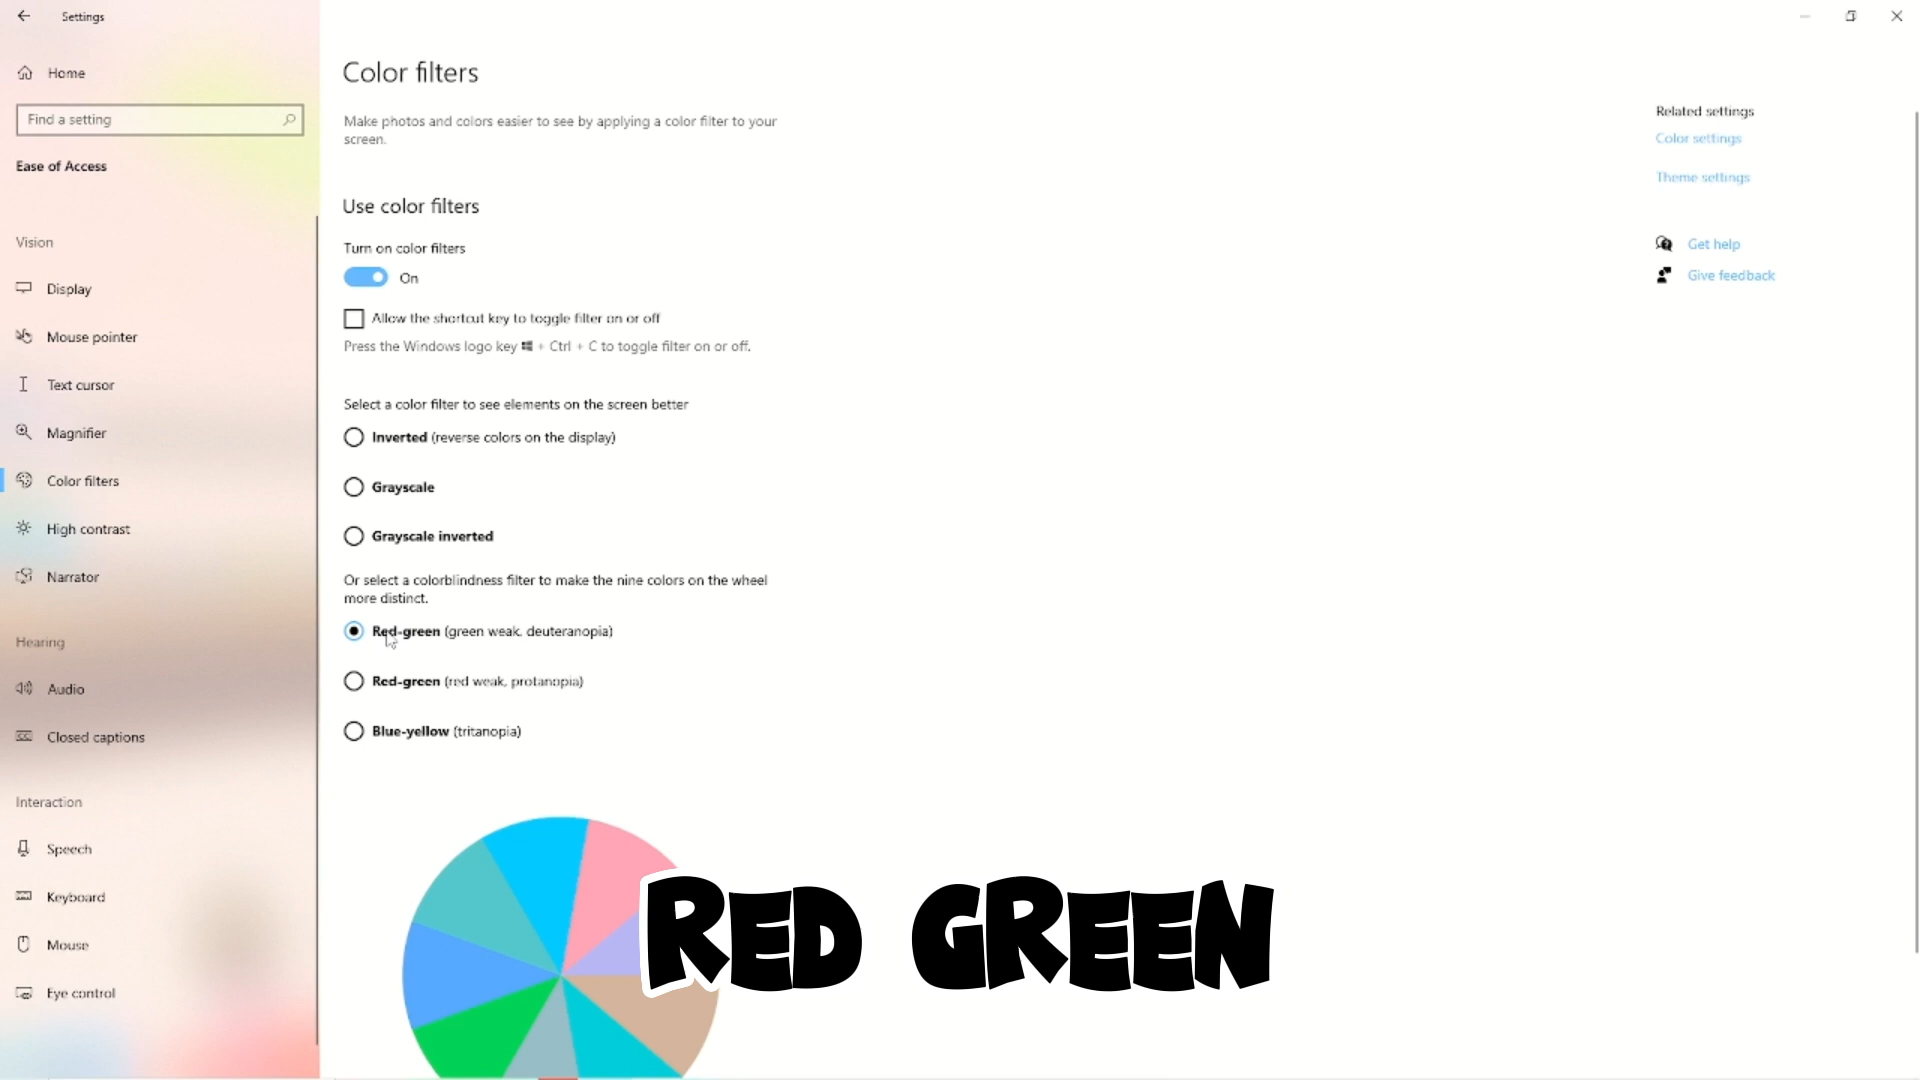 Settings
Home
Find a setting
Ease of Access
Vision
Display
Mouse pointer
Text cursor
Magnifier
Color filters
High contrast
Narrator
Hearing
Audio
Closed captions
Interaction
Speech
Keyboard
Mouse
Eye control
Color filters
Make photos and colors easier to see by applying a color filter to your
screen.
Use color filters
Turn on color filters
On
Allow the shortcut key to toggle filter on or off
Press the Windows logo key + Ctrl + C to toggle filter on or off.
Select a color filter to see elements on the screen better
Inverted (reverse colors on the display)
Grayscale
Grayscale inverted
Or select a colorblindness filter to make the nine colors on the wheel
more distinct.
Red-green (green weak, deuteranopia)
Red-green (red weak, protanopia)
Blue-yellow (tritanopia)
RED GREEN
Related settings
Color settings
Theme settings
Get help
Give feedback